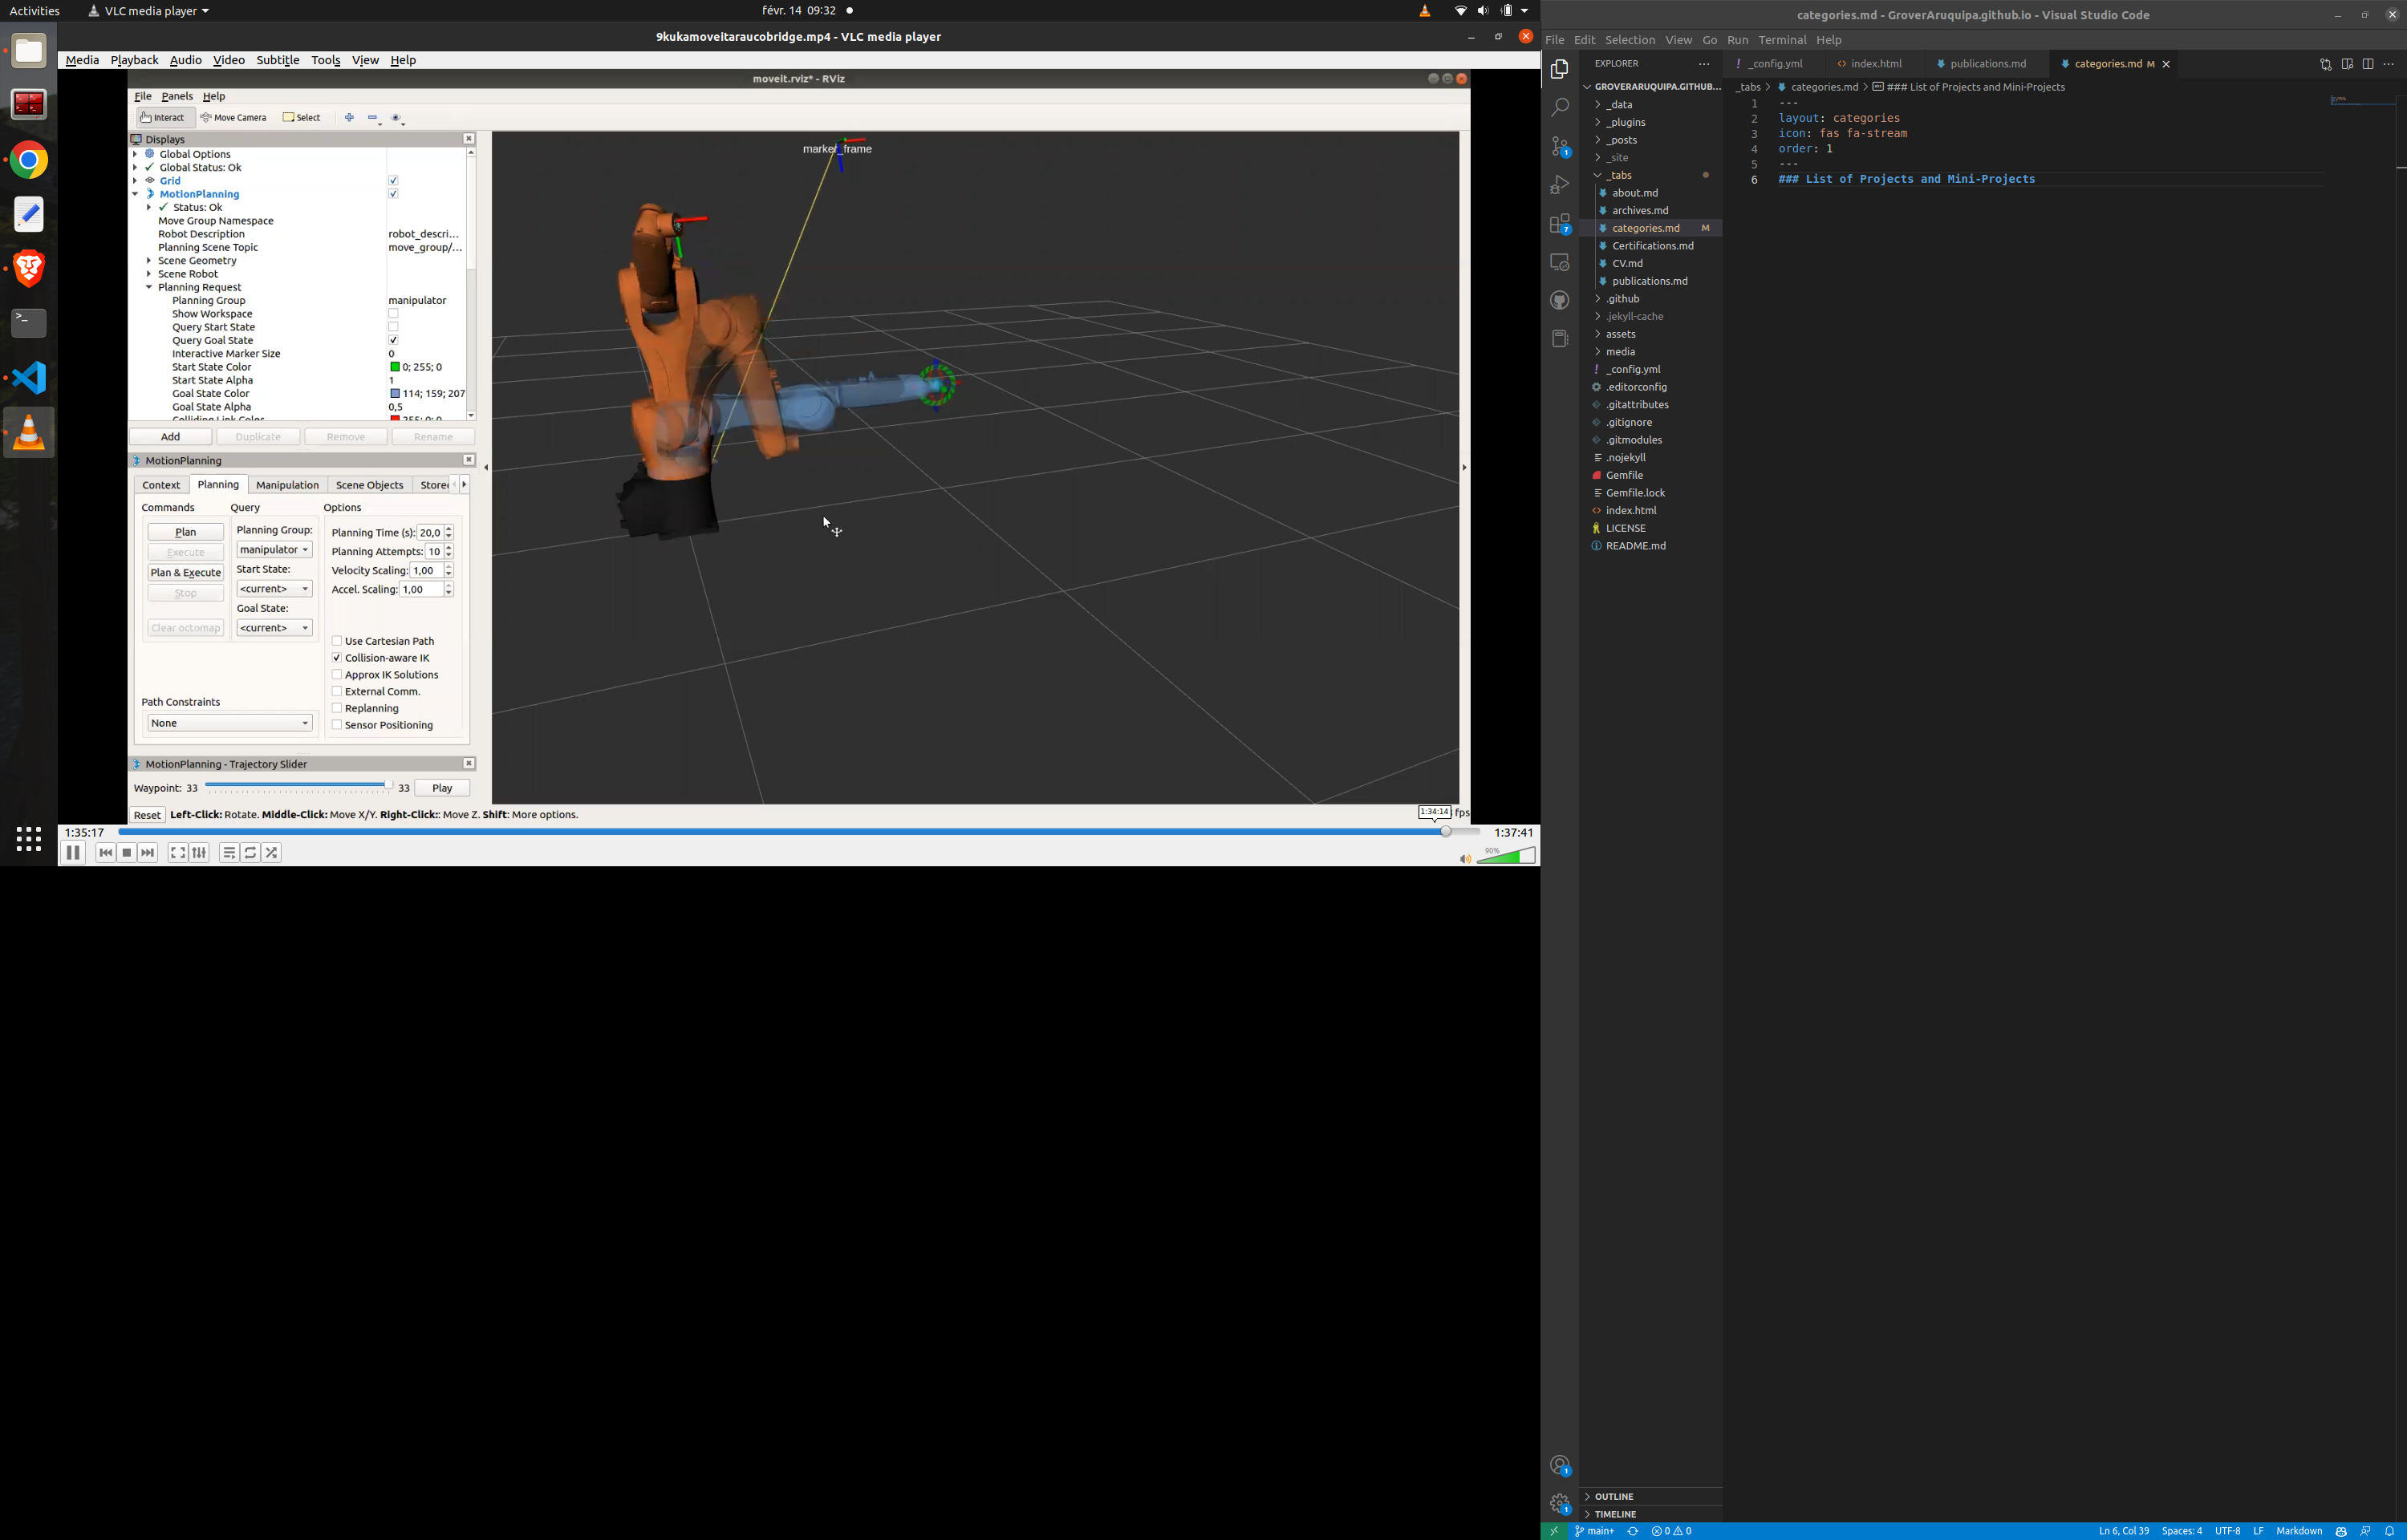 Activities
VLC media player
févr. 14 09:32
9kukamoveitaraucobridge.mp4 - VLC media player
Media Playback Audio Video Subtitle Tools View Help
moveit.rviz* - RViz
File Panels Help
Interact Move Camera Select
Displays
Global Options
Global Status: Ok
Grid
MotionPlanning
Status: Ok
Move Group Namespace
Robot Description robot_descri...
Planning Scene Topic move_group/...
Scene Geometry
Scene Robot
Planning Request
Planning Group manipulator
Show Workspace
Query Start State
Query Goal State
Interactive Marker Size 0
Start State Color 0; 255; 0
Start State Alpha 1
Goal State Color 114; 159; 207
Goal State Alpha 0,5
Add Duplicate Remove Rename
MotionPlanning
Context Planning Manipulation Scene Objects Store
Commands Query Options
Plan
Execute
Plan & Execute
Stop
Clear octomap
Planning Group:
manipulator
Start State:
<current>
Goal State:
<current>
Planning Time (s): 20,0
Planning Attempts: 10
Velocity Scaling: 1,00
Accel. Scaling: 1,00
Use Cartesian Path
Collision-aware IK
Approx IK Solutions
External Comm.
Replanning
Sensor Positioning
Path Constraints
None
MotionPlanning - Trajectory Slider
Waypoint: 33 33 Play
Reset Left-Click: Rotate. Middle-Click: Move X/Y. Right-Click:: Move Z. Shift: More options.
marker_frame
1:34:14 fps
1:35:17 1:37:41
90%
categories.md - GroverAruquipa.github.io - Visual Studio Code
File Edit Selection View Go Run Terminal Help
EXPLORER
GROVERARUQUIPA.GITHUB...
_data
_plugins
_posts
_site
_tabs
about.md
archives.md
categories.md M
Certifications.md
CV.md
publications.md
.github
.jekyll-cache
assets
media
_config.yml
.editorconfig
.gitattributes
.gitignore
.gitmodules
.nojekyll
Gemfile
Gemfile.lock
index.html
LICENSE
README.md
OUTLINE
TIMELINE
_config.yml index.html publications.md categories.md M
_tabs > categories.md > ### List of Projects and Mini-Projects
1 ---
2 layout: categories
3 icon: fas fa-stream
4 order: 1
5 ---
6 ### List of Projects and Mini-Projects
1
7
1
1
main+ 0 0 Ln 6, Col 39 Spaces: 4 UTF-8 LF Markdown